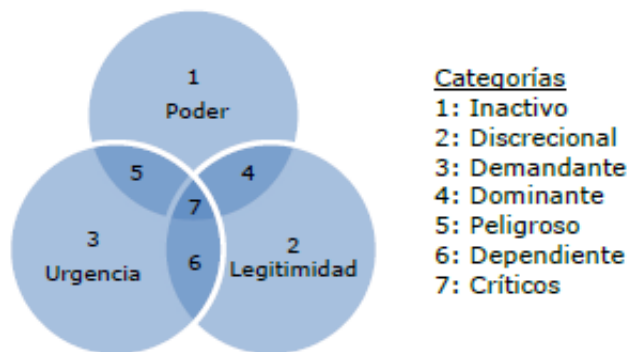 1
Poder
5
4
7
3
Urgencia
6
2
Legitimidad
Categorías
1: Inactivo
2: Discrecional
3: Demandante
4: Dominante
5: Peligroso
6: Dependiente
7: Críticos